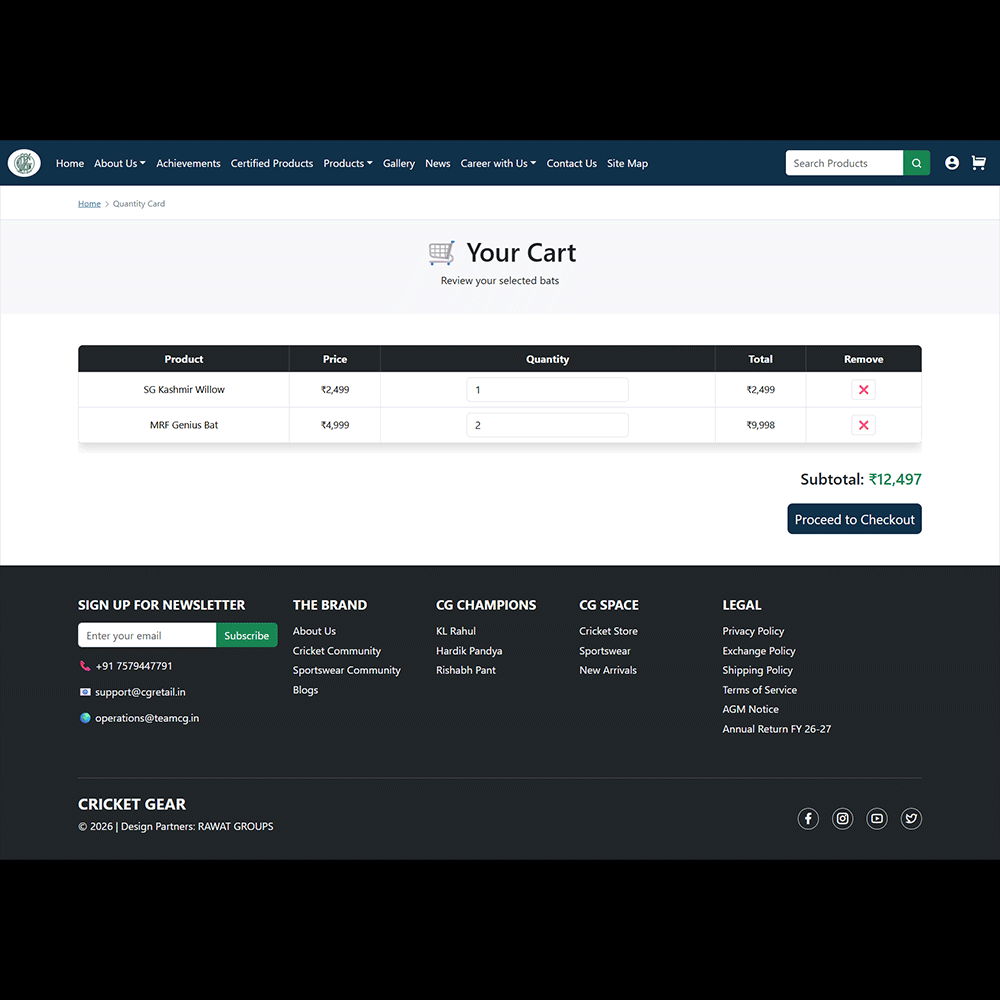 Home About Us Achievements Certified Products Products Gallery News Career with Us Contact Us Site Map Search Products
Home > Quantity Card
Your Cart
Review your selected bats
Product Price Quantity Total Remove
SG Kashmir Willow ₹2,499 1 ₹2,499
MRF Genius Bat ₹4,999 2 ₹9,998
Subtotal: ₹12,497
Proceed to Checkout
SIGN UP FOR NEWSLETTER
Enter your email Subscribe
+91 7579447791
support@cgretail.in
operations@teamcg.in
THE BRAND
About Us
Cricket Community
Sportswear Community
Blogs
CG CHAMPIONS
KL Rahul
Hardik Pandya
Rishabh Pant
CG SPACE
Cricket Store
Sportswear
New Arrivals
LEGAL
Privacy Policy
Exchange Policy
Shipping Policy
Terms of Service
AGM Notice
Annual Return FY 26-27
CRICKET GEAR
© 2026 | Design Partners: RAWAT GROUPS